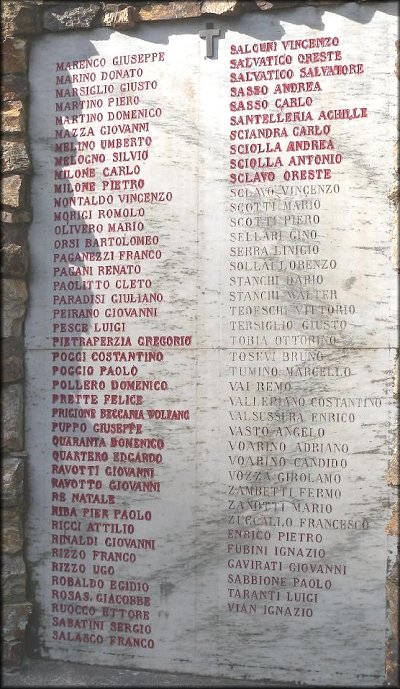 MARENCO GIUSEPPE
MARINO DONATO
MARSIGLIO GIUSTO
MARTINO PIERO
MARTINO DOMENICO
MAZZA GIOVANNI
MELINO UMBERTO
MELOGNO SILVIO
MILONE CARLO
MILONE PIETRO
MONTALDO VINCENZO
MORIGI ROMOLO
OLIVERO MARIO
ORSI BARTOLOMEO
PAGANEZZI FRANCO
PAGANI RENATO
PAOLITTO CLETO
PARADISI GIULIANO
PEIRANO GIOVANNI
PESCE LUIGI
PIETRAPERZIA GREGORIO
POGGI COSTANTINO
POGGIO PAOLO
POLLERO DOMENICO
PRETTE FELICE
PRIGIONE BECCARIA WOLFANG
PUPPO GIUSEPPE
QUARANTA DOMENICO
QUARTERO EDGARDO
RAVOTTI GIOVANNI
RAVOTTO GIOVANNI
RE NATALE
RIBA PIER PAOLO
RICCI ATTILIO
RINALDI GIOVANNI
RIZZO FRANCO
RIZZO UGO
ROBALDO EGIDIO
ROSAS GIACOBBE
RUOCCO ETTORE
SABATINI SERGIO
SALASCO FRANCO
SALGUNI VINCENZO
SALVATICO ORESTE
SALVATICO SALVATORE
SASSO ANDREA
SASSO CARLO
SANTELLERIA ACHILLE
SCIANDRA CARLO
SCIOLLA ANDREA
SCIOLLA ANTONIO
SCLAVO ORESTE
SCLAVO VINCENZO
SCOTTI MARIO
SCOTTI PIERO
SELLARI GINO
SERRA LINIGIO
SOLLAI LORENZO
STANCHI DARIO
STANCHI WALTER
TEDESCHI VITTORIO
TERSIGLIO GIUSTO
TOBIA OTTORINO
TOSEVI BRUNO
TUMINO MARCELLO
VAI REMO
VALLERIANO COSTANTINO
VALSUSSERA ENRICO
VASTO ANGELO
VOARINO ADRIANO
VOARINO CANDIDO
VOZZA GIROLAMO
ZAMBETTI FERMO
ZANOTTI MARIO
ZUCCALLO FRANCESCO
ENRICO PIETRO
FUBINI IGNAZIO
GAVIRATI GIOVANNI
SABBIONE PAOLO
TARANTI LUIGI
VIAN IGNAZIO